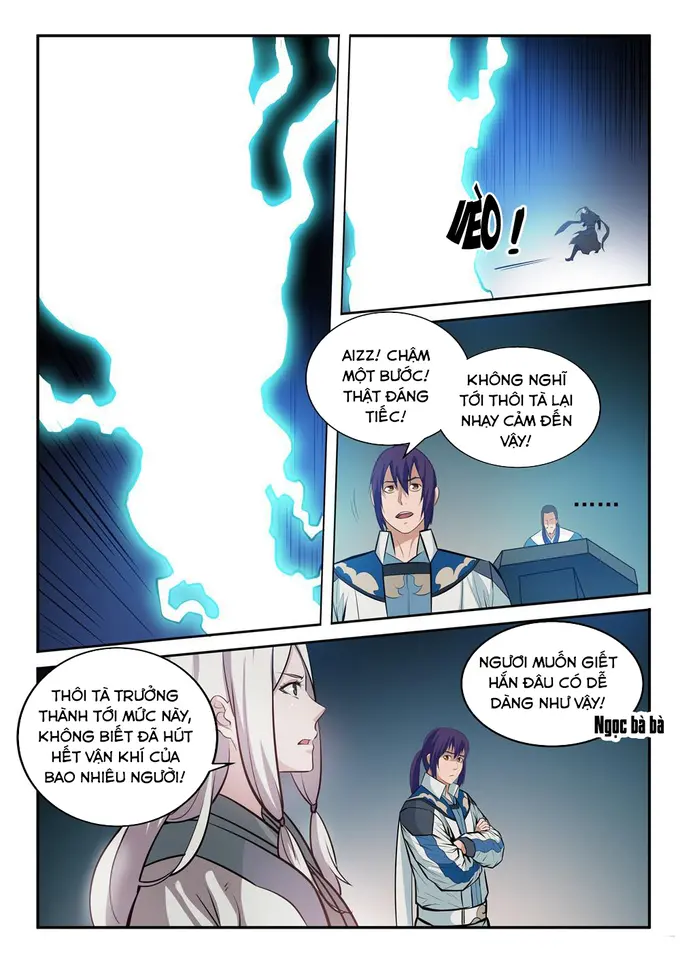 VÈO !
AIZZ! CHẬM
MỘT BƯỚC!
THẬT ĐÁNG
TIẾC!
KHÔNG NGHĨ
TỚI THÔI TÀ LẠI
NHẠY CẢM ĐẾN
VẬY!
......
THÔI TÀ TRƯỞNG
THÀNH TỚI MỨC NÀY,
KHÔNG BIẾT ĐÃ HÚT
HẾT VẬN KHÍ CỦA
BAO NHIÊU NGƯỜI!
NGƯƠI MUỐN GIẾT
HẮN ĐÂU CÓ DỄ
DÀNG NHƯ VẬY!
Ngọc bà bà